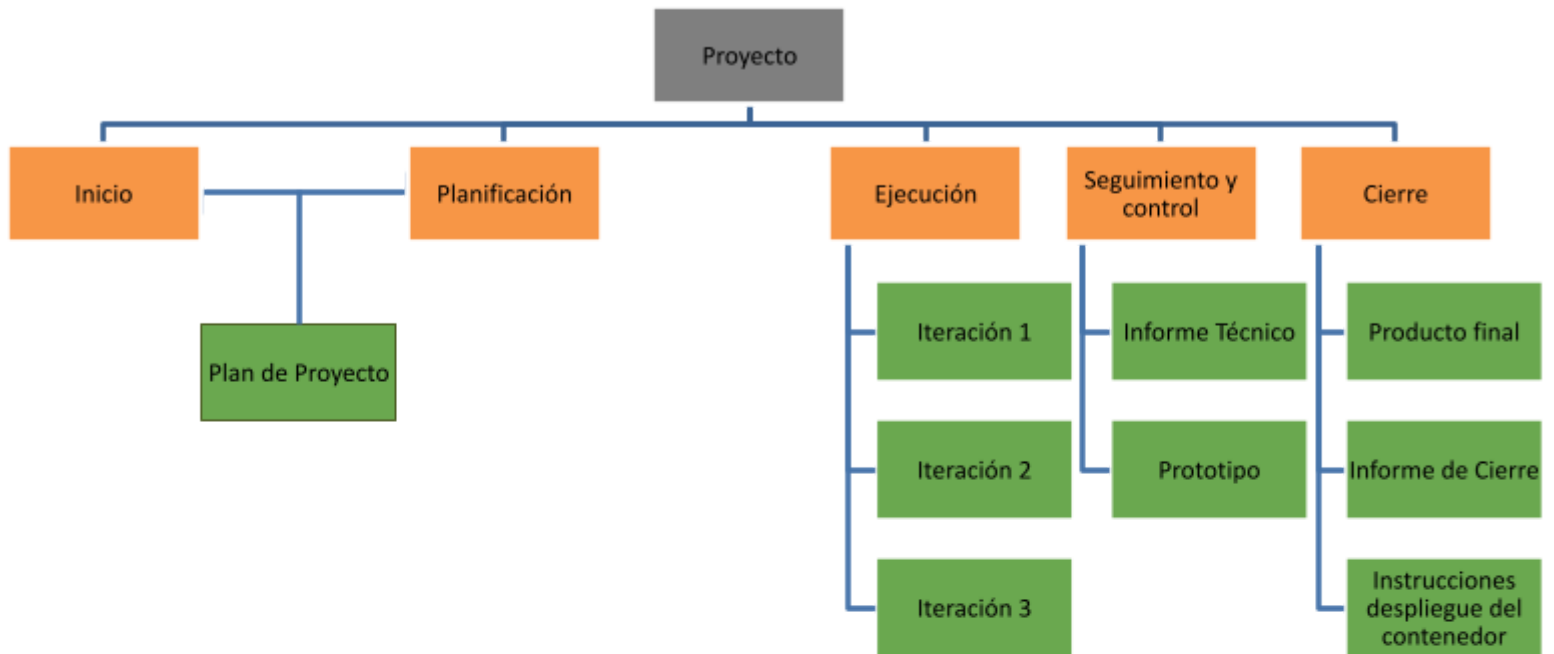 Proyecto
Inicio
Planificación
Ejecución
Seguimiento y
control
Cierre
Plan de Proyecto
Iteración 1
Iteración 2
Iteración 3
Informe Técnico
Prototipo
Producto final
Informe de Cierre
Instrucciones
despliegue del
contenedor